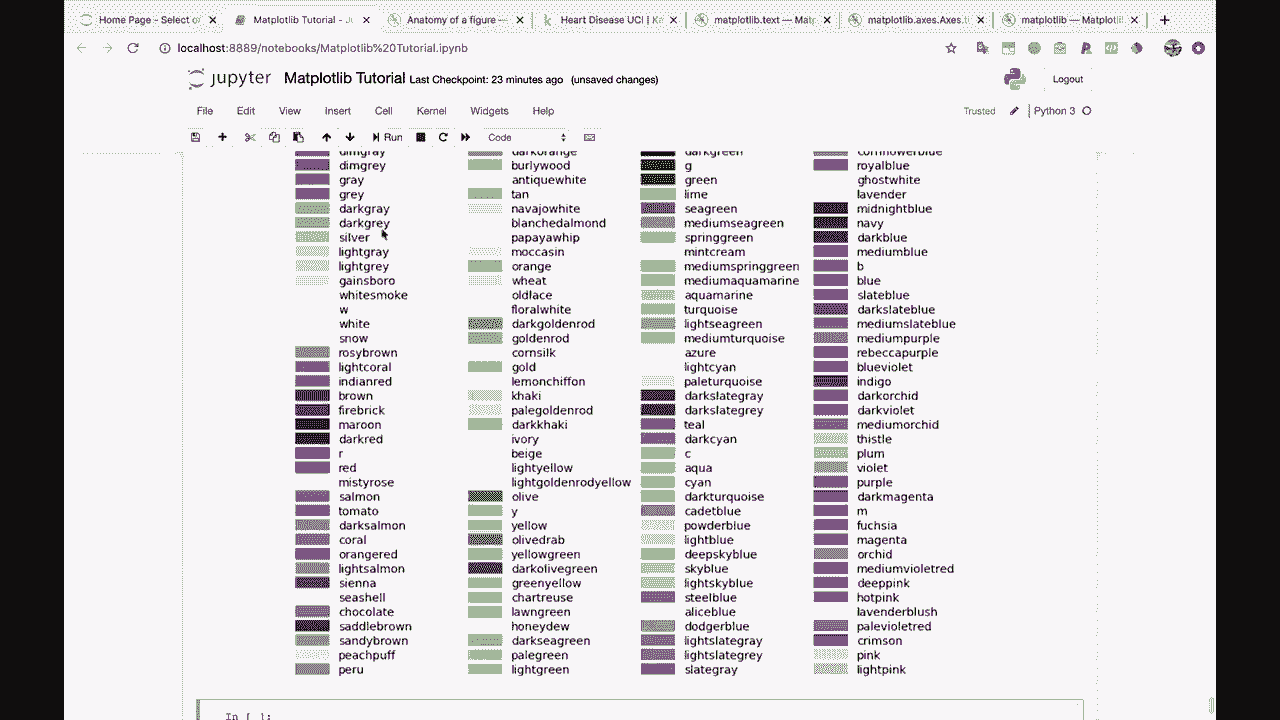 Home Page - Select o
Matplotlib Tutorial - Ju
Anatomy of a figure —
Heart Disease UCI | K
matplotlib.text — Matp
matplotlib.axes.Axes.ti
matplotlib — Matplotl
localhost:8889/notebooks/Matplotlib%20Tutorial.ipynb
jupyter Matplotlib Tutorial Last Checkpoint: 23 minutes ago (unsaved changes)
Logout
File Edit View Insert Cell Kernel Widgets Help
Trusted Python 3
Run Code
dimgray darkorange darkgreen cornflowerblue
dimgrey burlywood g royalblue
gray antiquewhite green ghostwhite
grey tan lime lavender
darkgray navajowhite seagreen midnightblue
darkgrey blanchedalmond mediumseagreen navy
silver papayawhip springgreen darkblue
lightgray moccasin mintcream mediumblue
lightgrey orange mediumspringgreen b
gainsboro wheat mediumaquamarine blue
whitesmoke oldlace aquamarine slateblue
w floralwhite turquoise darkslateblue
white darkgoldenrod lightseagreen mediumslateblue
snow goldenrod mediumturquoise mediumpurple
rosybrown cornsilk azure rebeccapurple
lightcoral gold lightcyan blueviolet
indianred lemonchiffon paleturquoise indigo
brown khaki darkslategray darkorchid
firebrick palegoldenrod darkslategrey darkviolet
maroon darkkhaki teal mediumorchid
darkred ivory darkcyan thistle
r beige c plum
red lightyellow aqua violet
mistyrose lightgoldenrodyellow cyan purple
salmon olive darkturquoise darkmagenta
tomato y cadetblue m
darksalmon yellow powderblue fuchsia
coral olivedrab lightblue magenta
orangered yellowgreen deepskyblue orchid
lightsalmon darkolivegreen skyblue mediumvioletred
sienna greenyellow lightskyblue deeppink
seashell chartreuse steelblue hotpink
chocolate lawngreen aliceblue lavenderblush
saddlebrown honeydew dodgerblue palevioletred
sandybrown darkseagreen lightslategray crimson
peachpuff palegreen lightslategrey pink
peru lightgreen slategray lightpink
In [ ]: